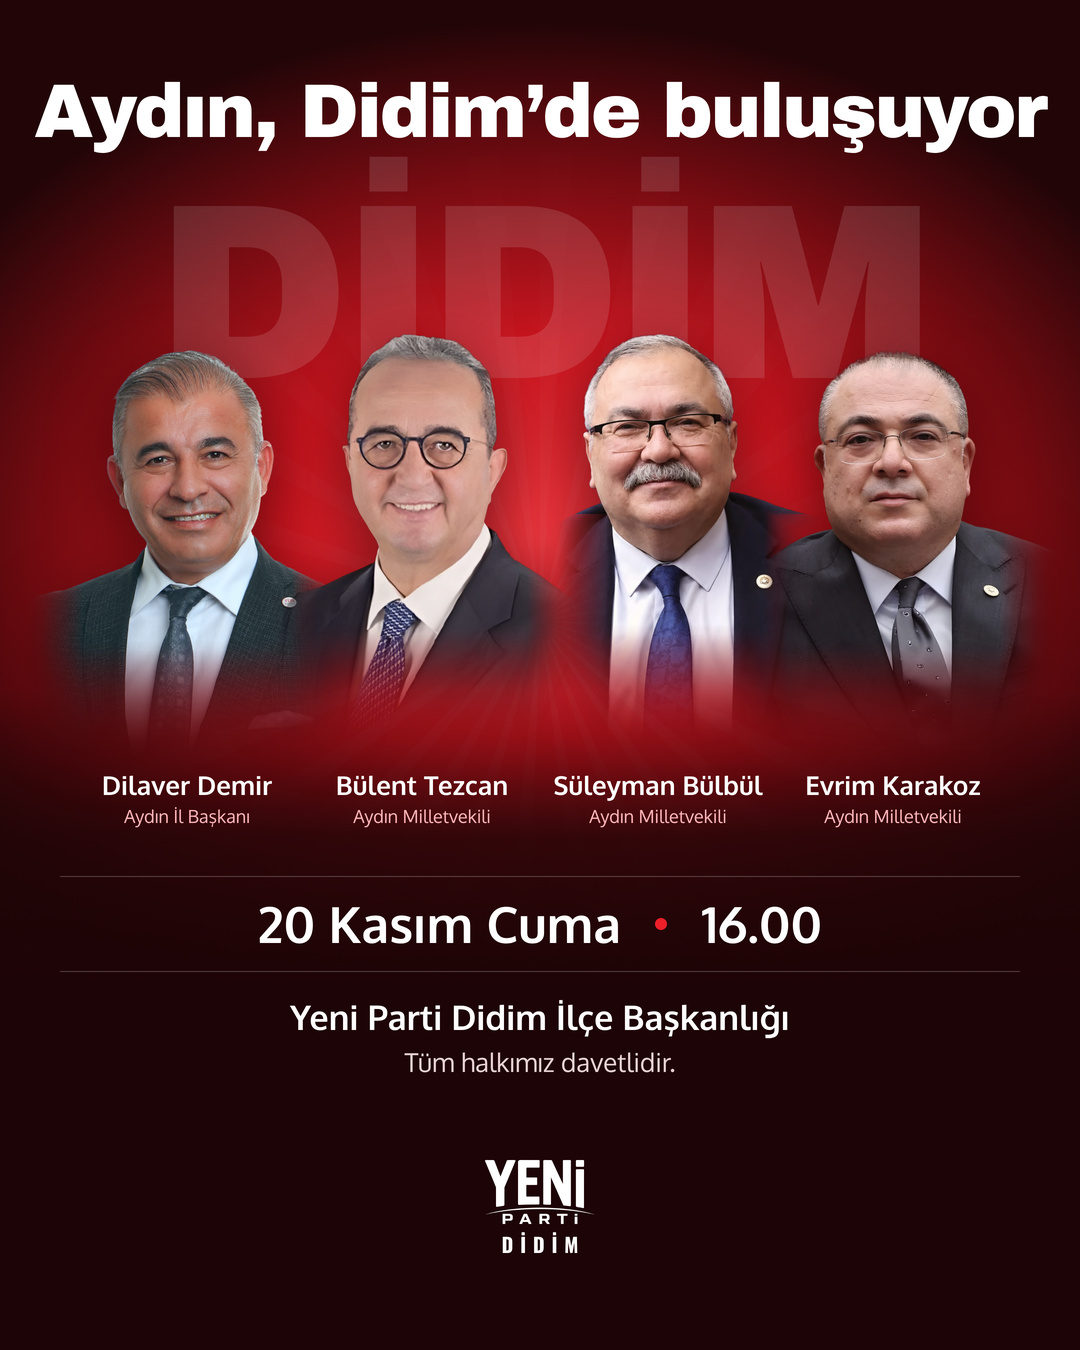 Aydın, Didim’de buluşuyor
DİDİM
Dilaver Demir
Aydın İl Başkanı
Bülent Tezcan
Aydın Milletvekili
Süleyman Bülbül
Aydın Milletvekili
Evrim Karakoz
Aydın Milletvekili
20 Kasım Cuma • 16.00
Yeni Parti Didim İlçe Başkanlığı
Tüm halkımız davetlidir.
YENi
PARTi
DİDİM